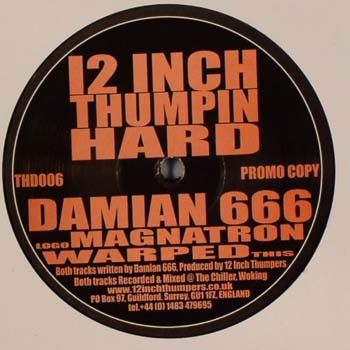 12 INCH
THUMPIN
HARD
THD006 PROMO COPY
DAMIAN 666
LOGO MAGNATRON
WARPED THIS
Both tracks written by Damian 666, Produced by 12 Inch Thumpers
Both tracks Recorded & Mixed @ The Chiller, Woking
www.12inchthumpers.co.uk
PO Box 97, Guildford, Surrey, GU1 1FZ, ENGLAND
tel.+44 (0) 1483 479695